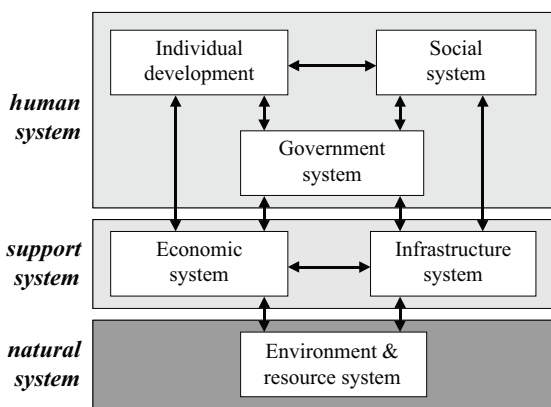 Individual
development
Social
system
human
system
Government
system
support
system
Economic
system
Infrastructure
system
natural
system
Environment &
resource system